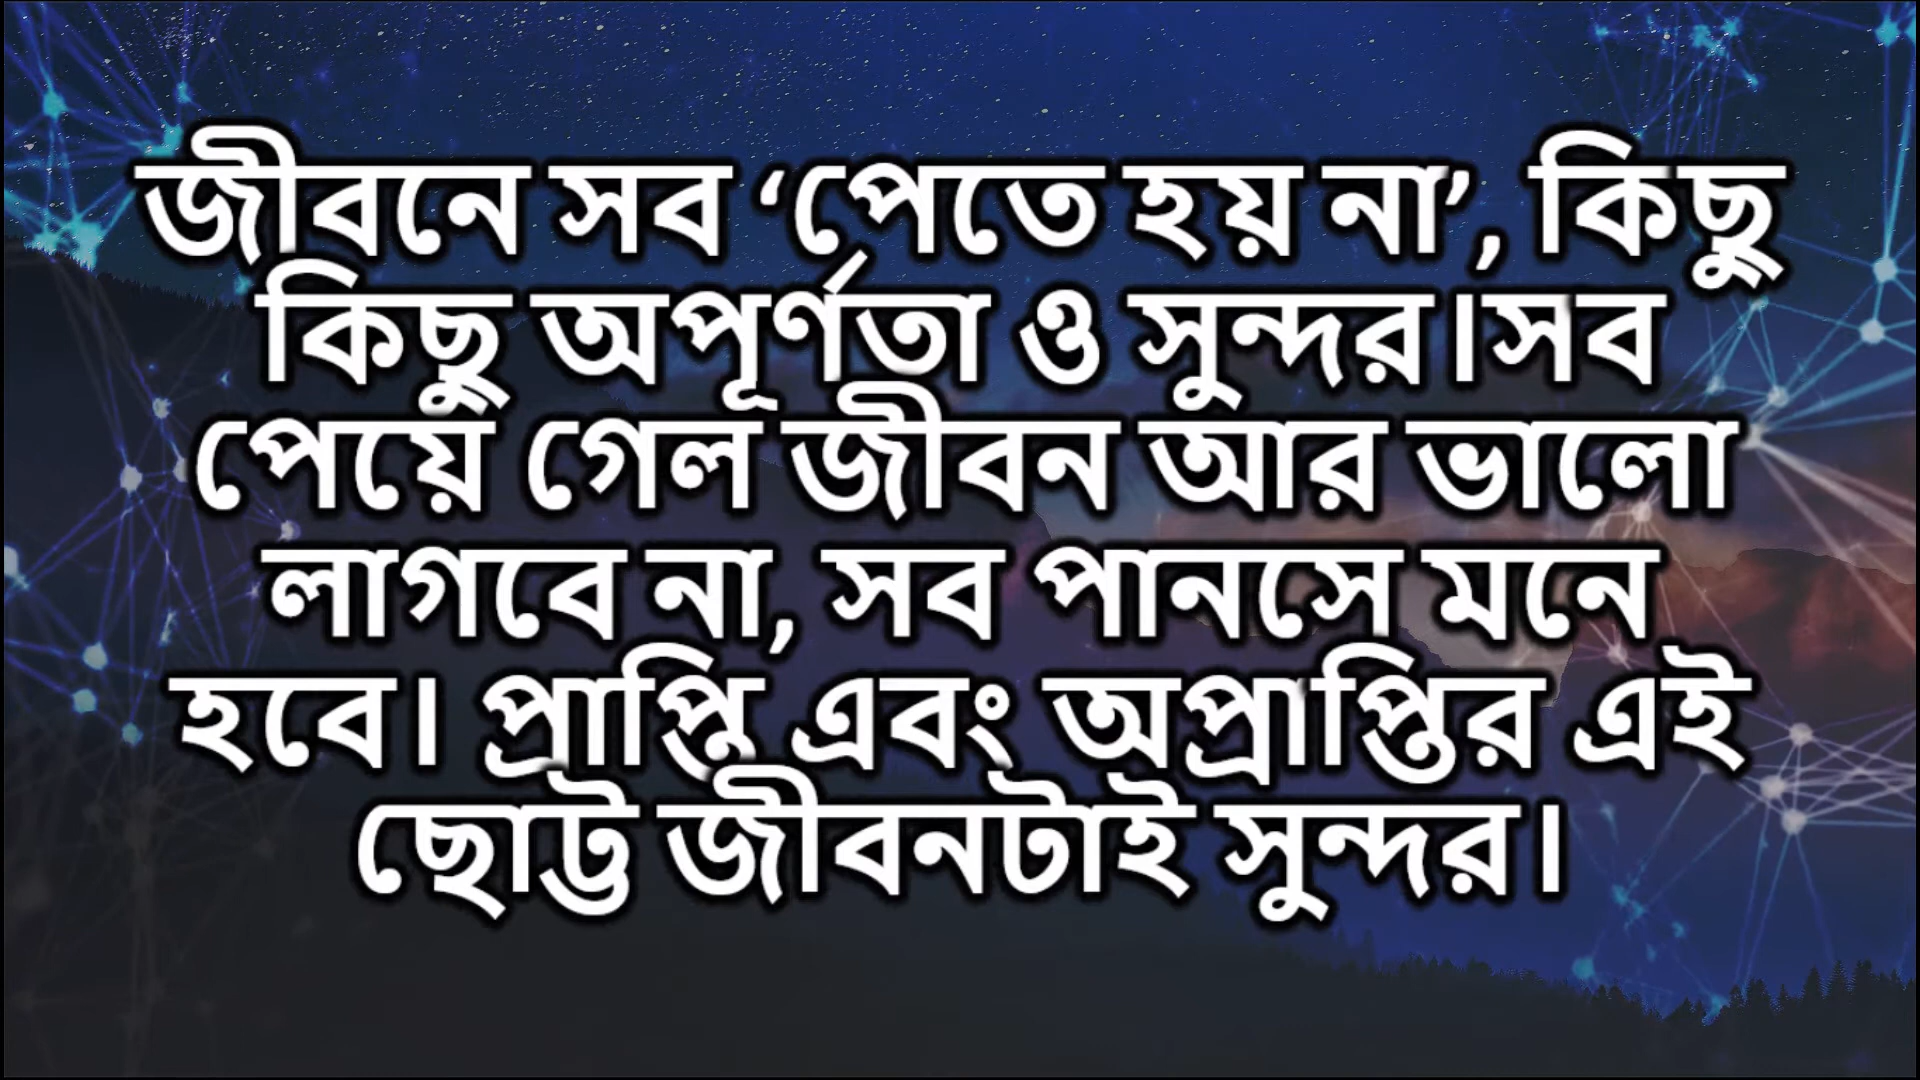 জীবনে সব ‘পেতে হয় না’, কিছু
কিছু অপূর্ণতা ও সুন্দর।সব
পেয়ে গেল জীবন আর ভালো
লাগবে না, সব পানসে মনে
হবে। প্রাপ্তি এবং অপ্রাপ্তির এই
ছোট্ট জীবনটাই সুন্দর।